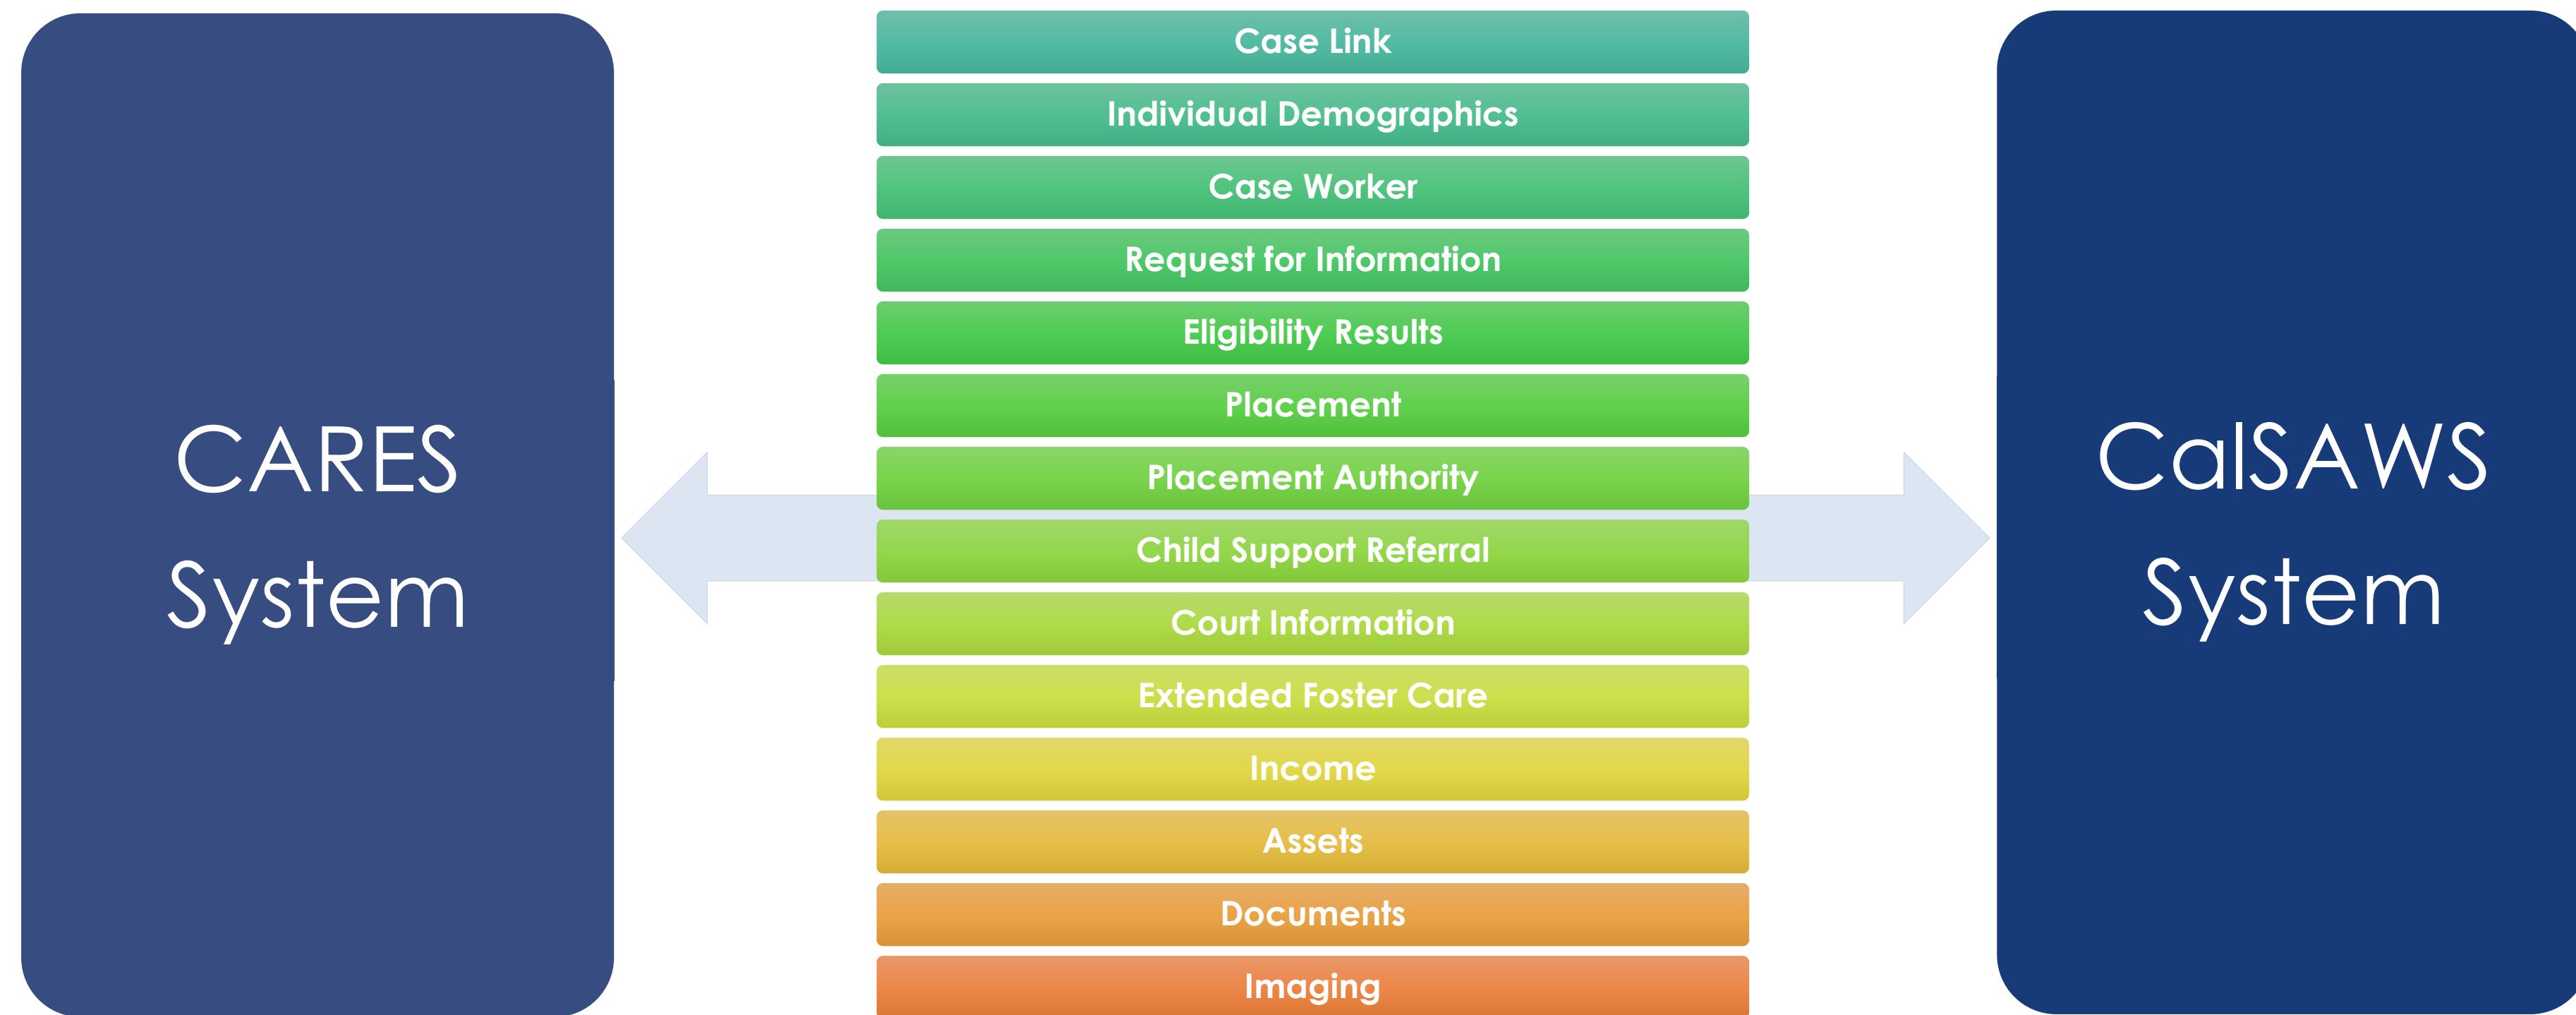 CARES
System
Case Link
Individual Demographics
Case Worker
Request for Information
Eligibility Results
Placement
Placement Authority
Child Support Referral
Court Information
Extended Foster Care
Income
Assets
Documents
Imaging
CalSAWS
System